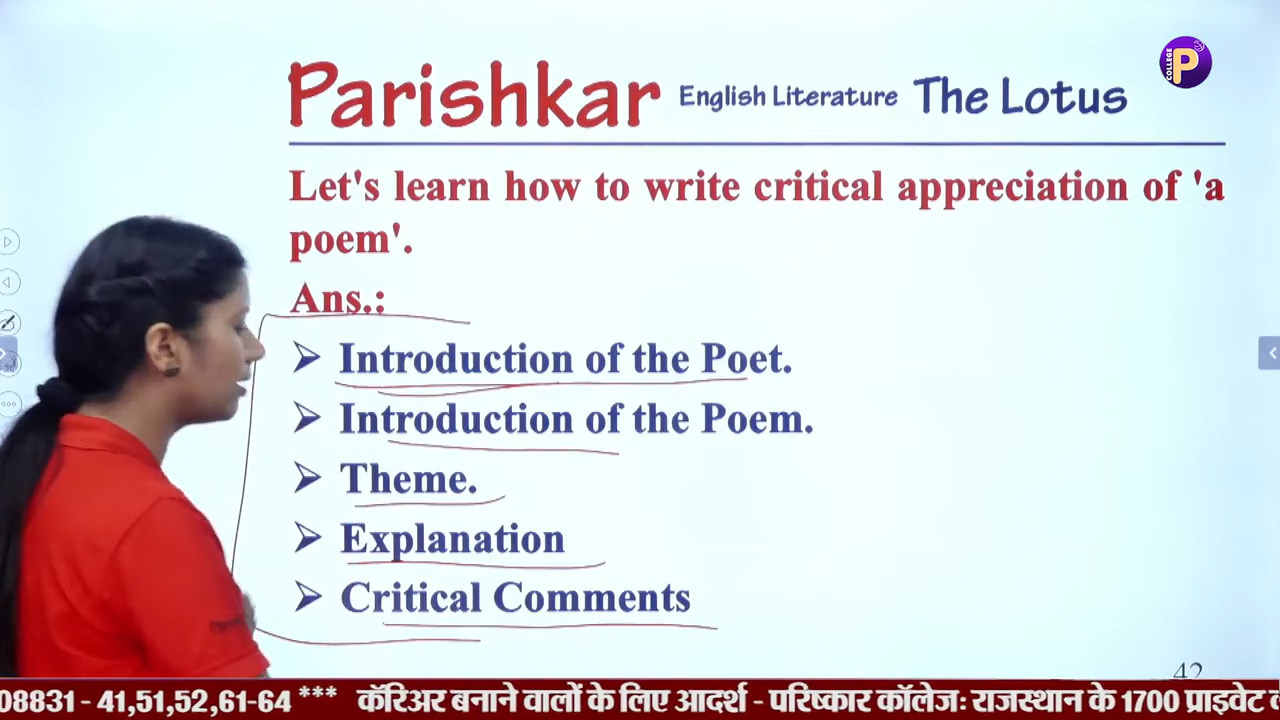 Parishkar English Literature The Lotus
COLLEGE P
Let's learn how to write critical appreciation of 'a
poem'.
Ans.:
➢ Introduction of the Poet.
➢ Introduction of the Poem.
➢ Theme.
➢ Explanation
➢ Critical Comments
42
08831 - 41,51,52,61-64 *** कॅरिअर बनाने वालों के लिए आदर्श - परिष्कार कॉलेजः राजस्थान के 1700 प्राइवेट